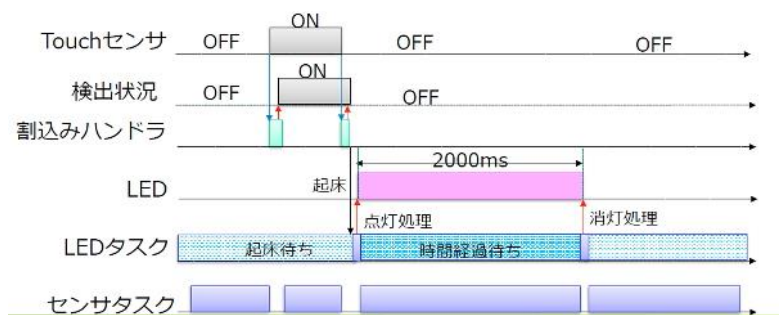 ON
Touchセンサ OFF OFF OFF
ON
検出状況 OFF OFF
割込みハンドラ
2000ms
LED 起床
点灯処理 消灯処理
LEDタスク 起床待ち 時間経過待ち
センサタスク